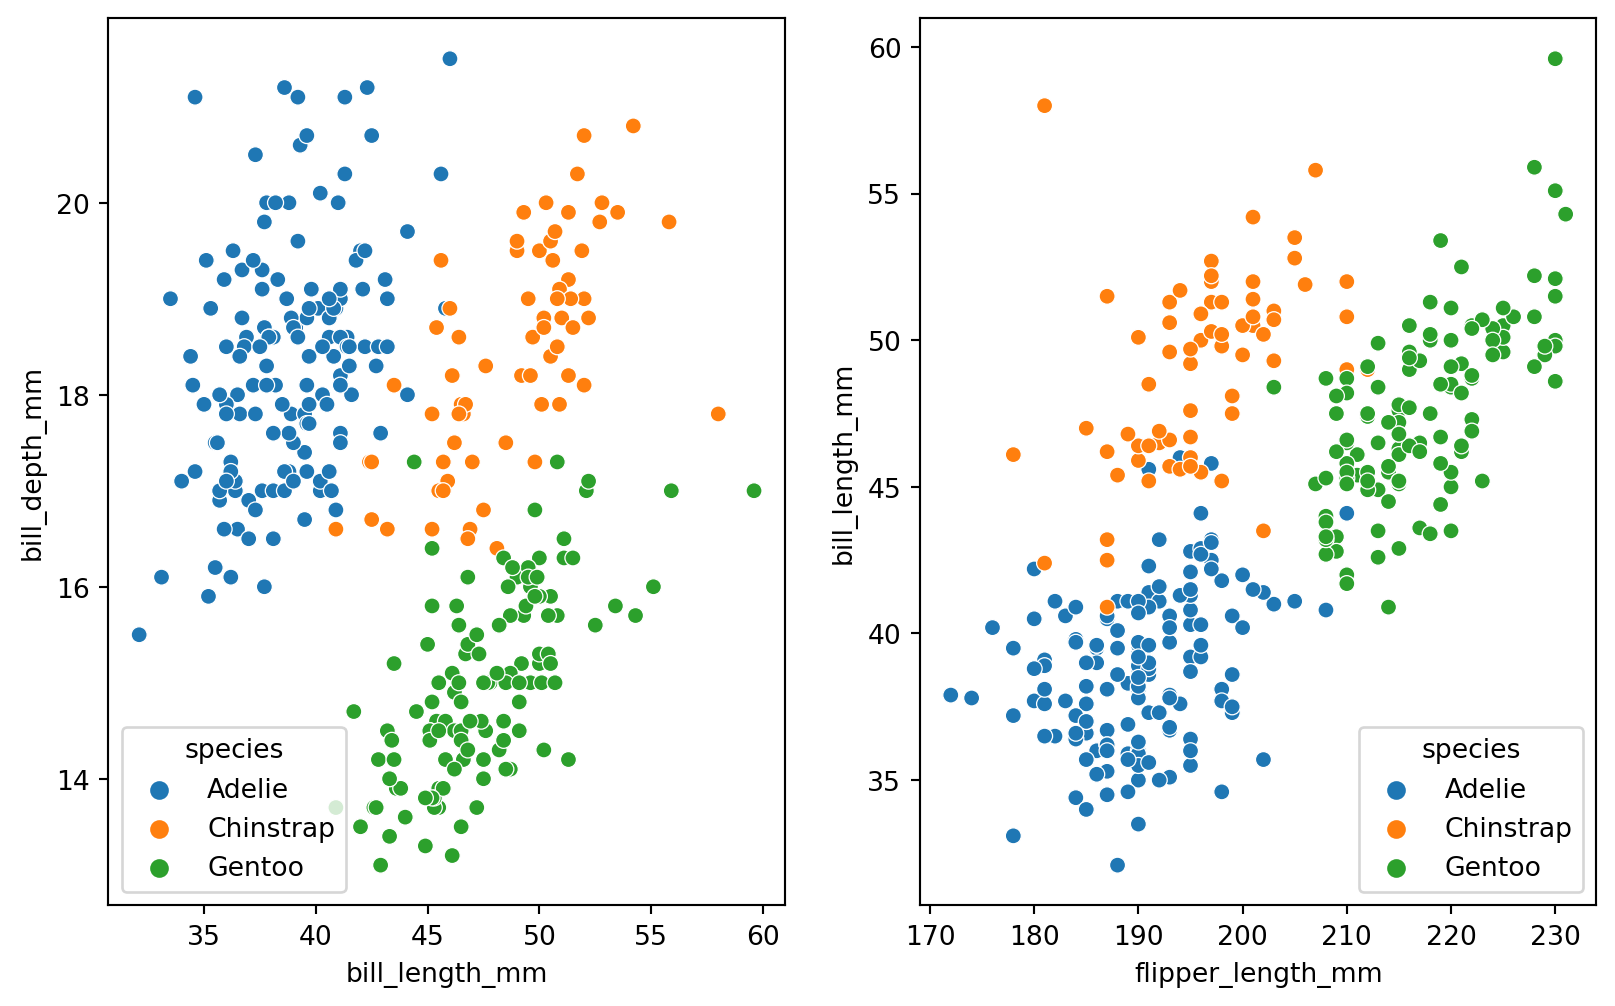 bill_depth_mm
20
18
16
14
35 40 45 50 55 60
bill_length_mm
species
Adelie
Chinstrap
Gentoo
bill_length_mm
60
55
50
45
40
35
170 180 190 200 210 220 230
flipper_length_mm
species
Adelie
Chinstrap
Gentoo